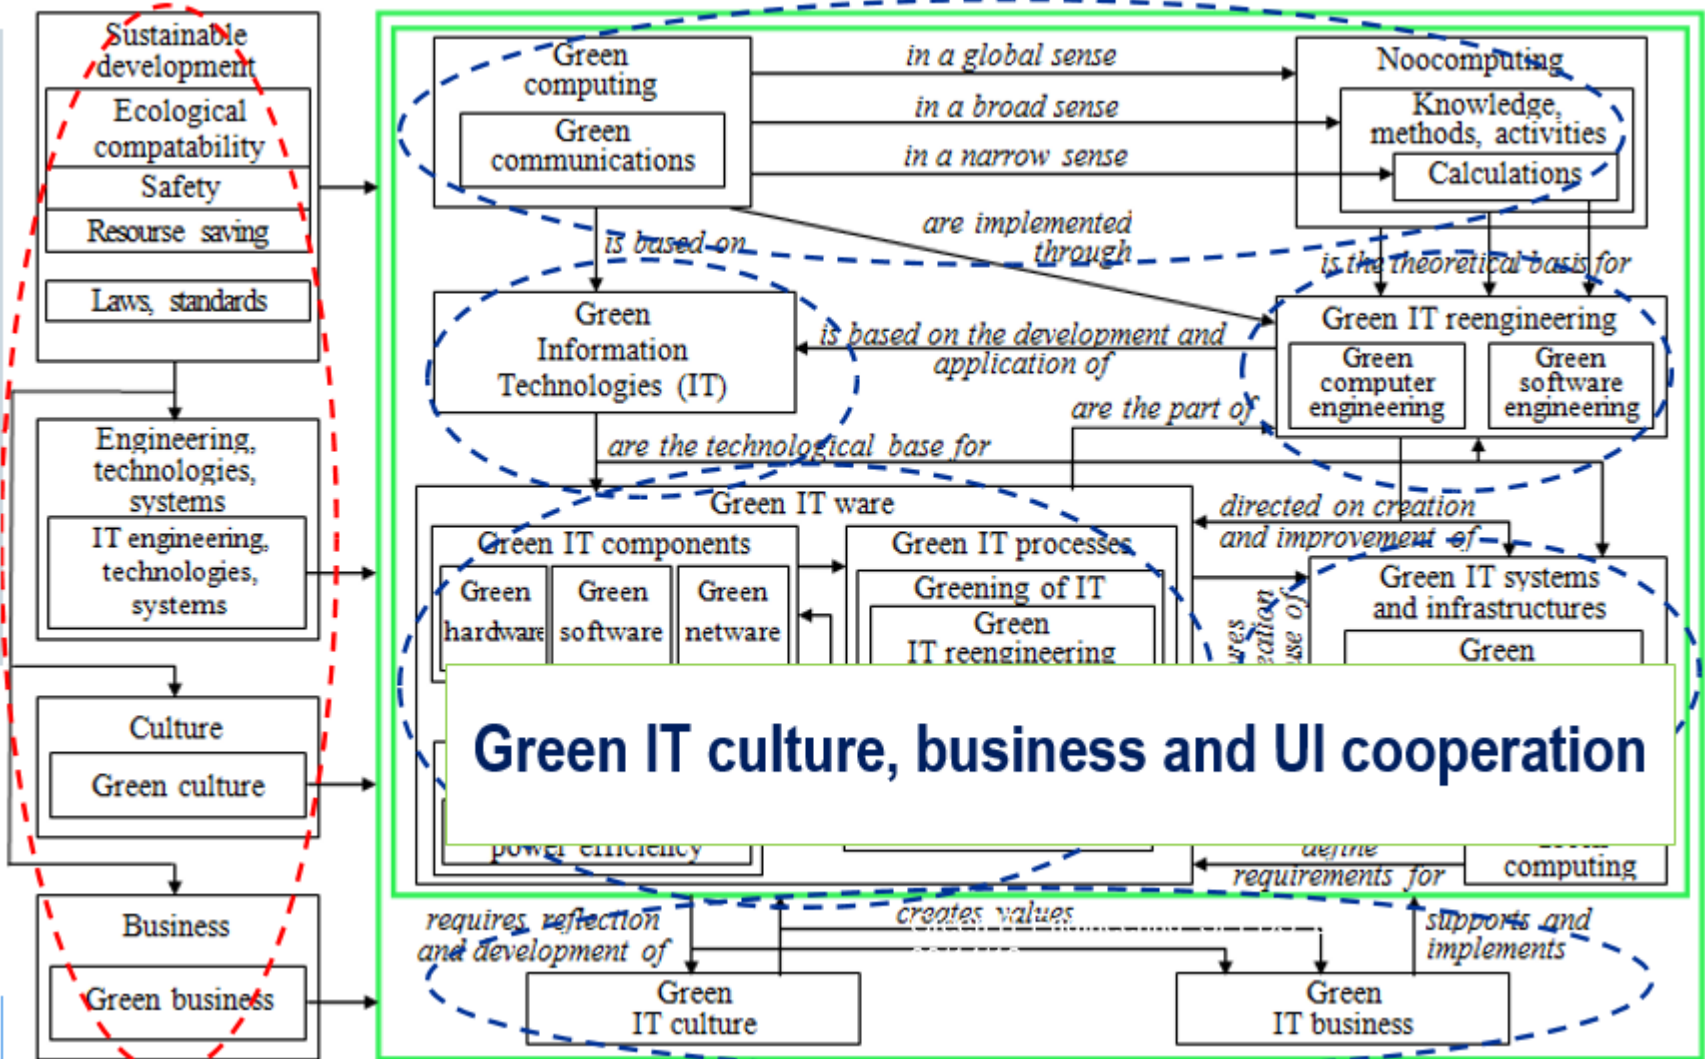 Sustainable
development
Ecological
compatability
Safety
Resourse saving
Laws, standards
Engineering,
technologies,
systems
IT engineering,
technologies,
systems
Culture
Green culture
Business
Green business
Green
computing
Green
communications
in a global sense
in a broad sense
in a narrow sense
Noocomputing
Knowledge,
methods, activities
Calculations
is based on
are implemented
through
is the theoretical basis for
Green
Information
Technologies (IT)
is based on the development and
application of
Green IT reengineering
Green
computer
engineering
Green
software
engineering
are the part of
are the technological base for
Green IT ware
Green IT components
Green
hardware
Green
software
Green
netware
Green IT processes
Greening of IT
Green
IT reengineering
directed on creation
and improvement of
Green IT systems
and infrastructures
Green
Green IT culture, business and UI cooperation
power efficiency
define
requirements for
computing
requires reflection
and development of
creates values
supports and
implements
Green
IT culture
Green
IT business